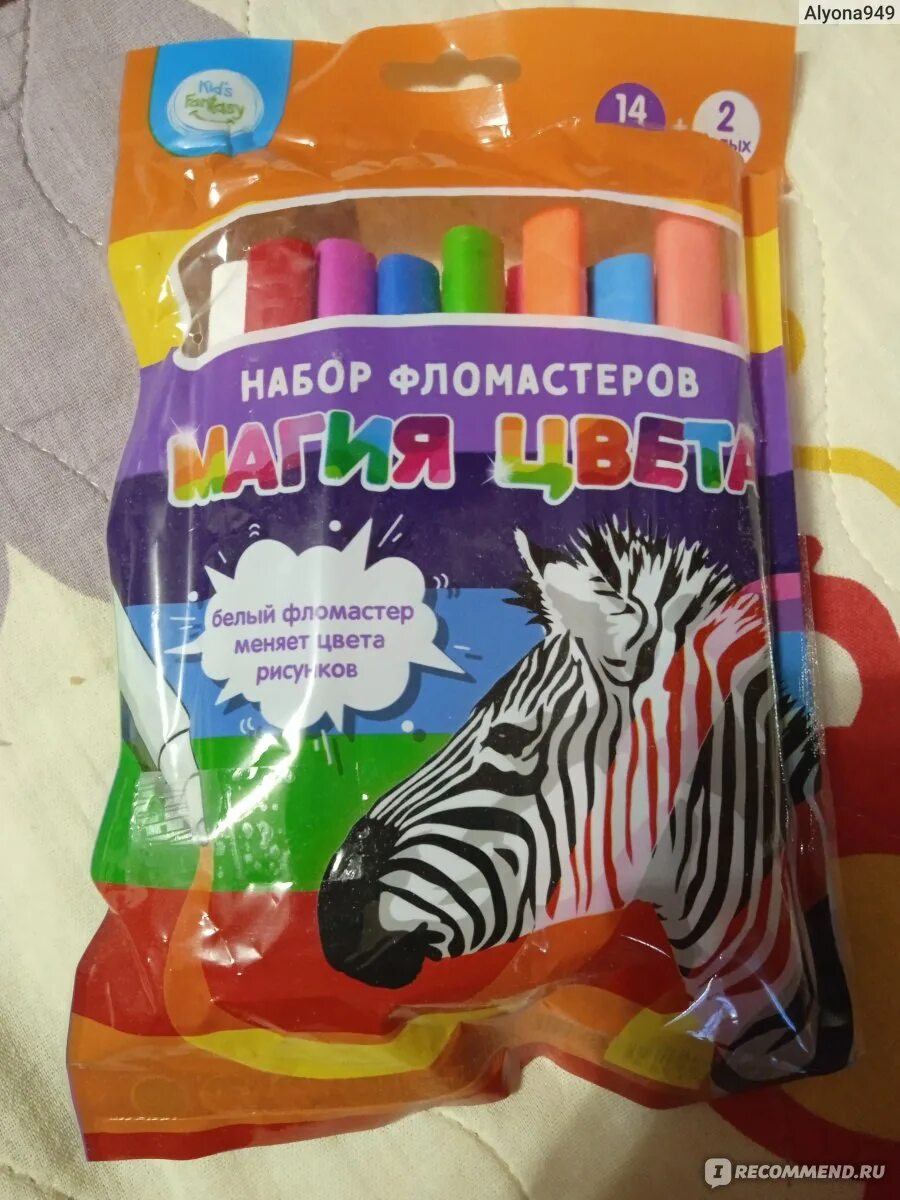 Alyona949
Kid's
Fantasy
14
2
НАБОР ФЛОМАСТЕРОВ
МАГИЯ ЦВЕТА
белый фломастер
меняет цвета
рисунков
I RECOMMEND.RU